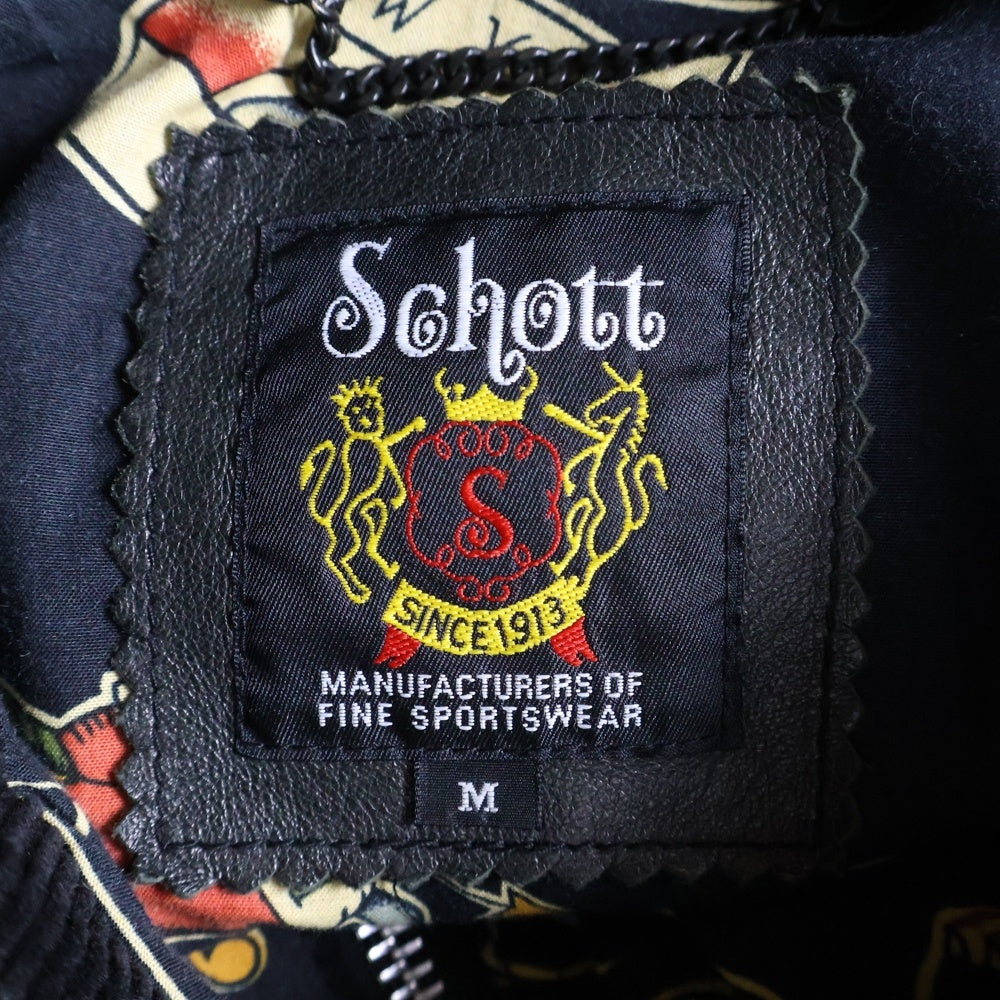 Schott
S
SINCE 1913
MANUFACTURERS OF
FINE SPORTSWEAR
M